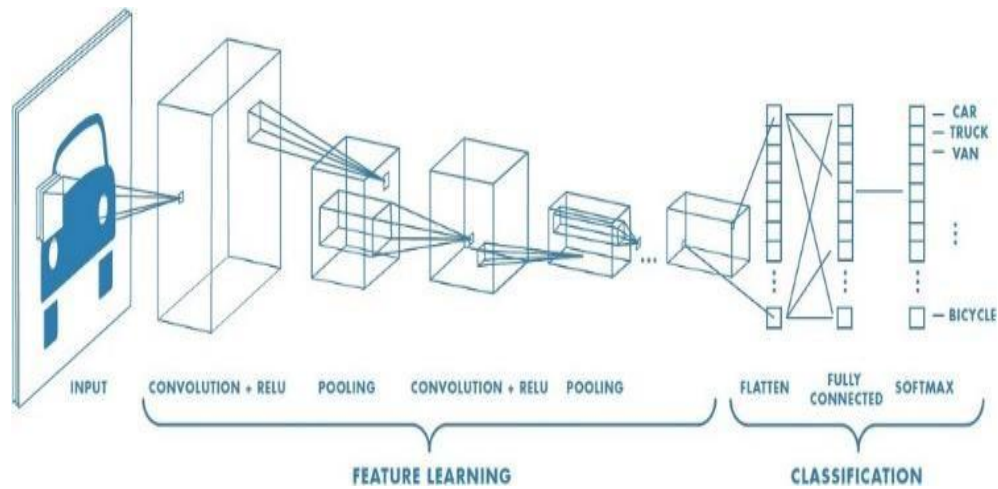 CAR
TRUCK
VAN
BICYCLE
INPUT
CONVOLUTION + RELU
POOLING
CONVOLUTION + RELU
POOLING
FLATTEN
FULLY
CONNECTED
SOFTMAX
FEATURE LEARNING
CLASSIFICATION